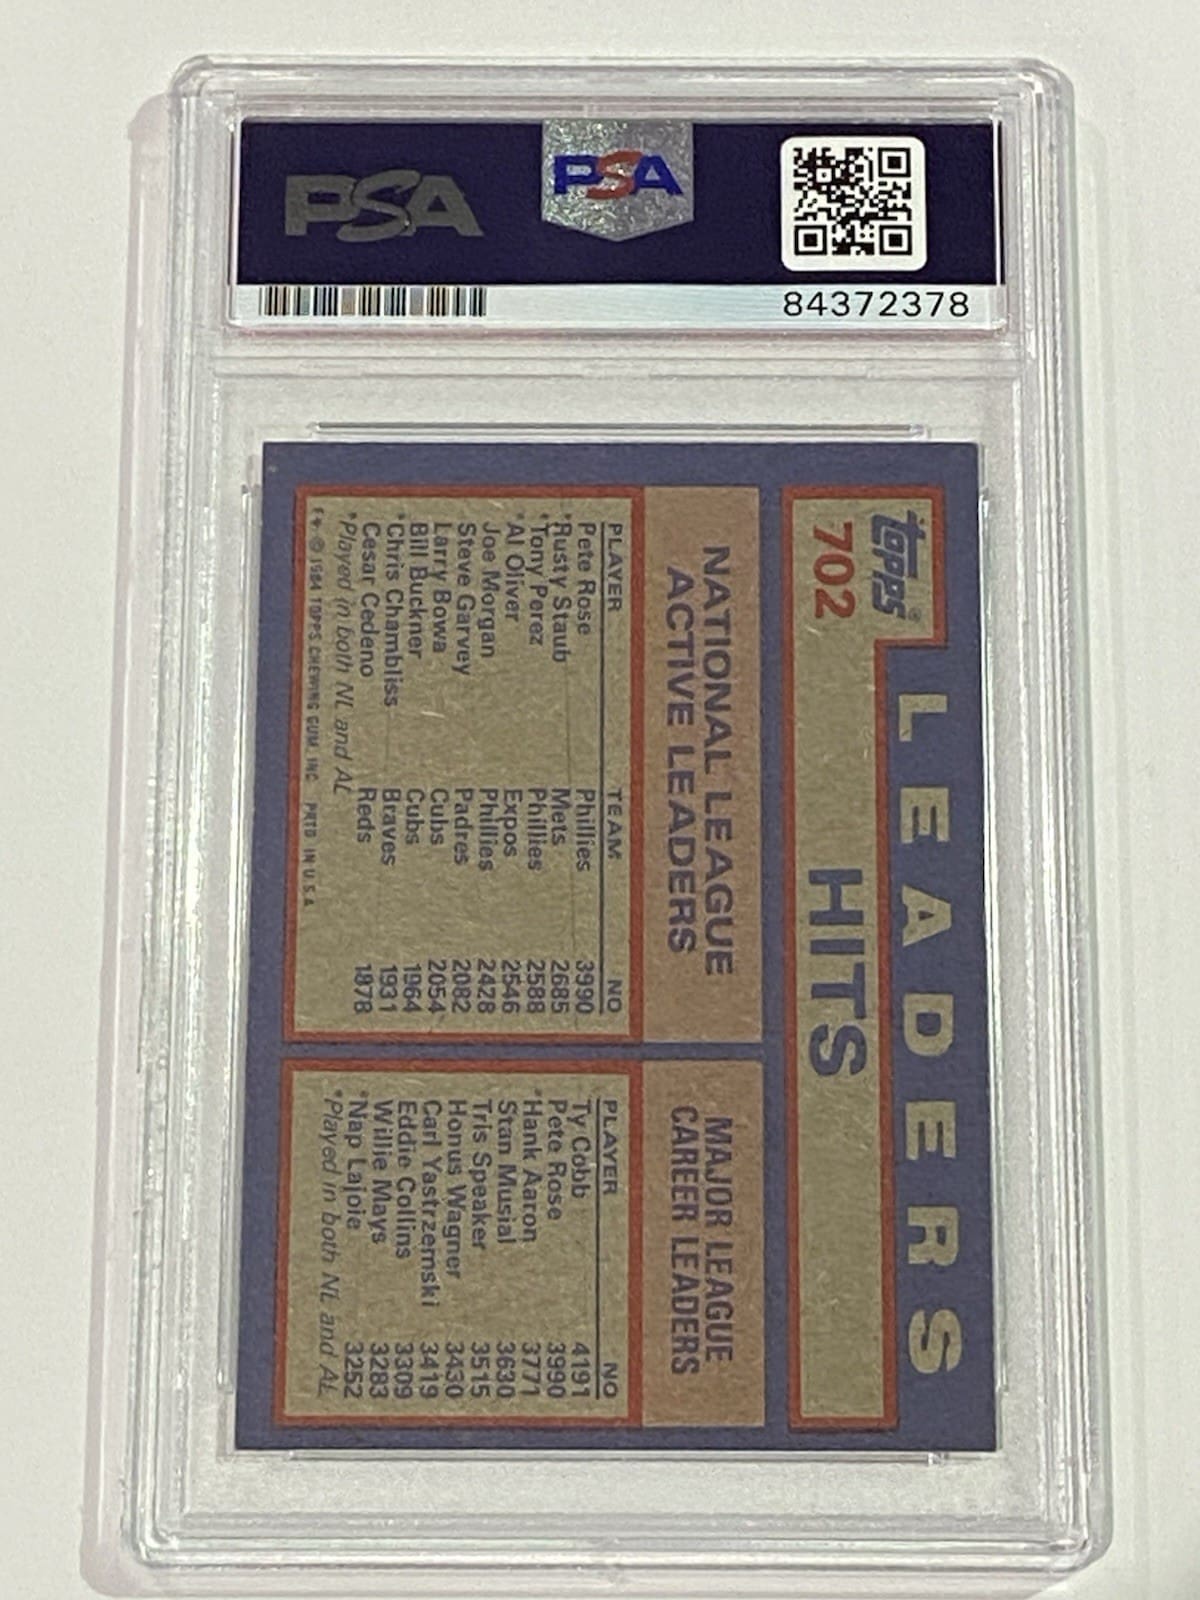 PSA
PSA
84372378
topps
702
LEADERS
HITS
NATIONAL LEAGUE
ACTIVE LEADERS
PLAYER TEAM NO
Pete Rose Phillies 3990
*Rusty Staub Mets 2685
*Tony Perez Phillies 2588
*Al Oliver Expos 2546
Joe Morgan Phillies 2428
Steve Garvey Padres 2082
Larry Bowa Cubs 2054
Bill Buckner Cubs 1964
*Chris Chambliss Braves 1931
Cesar Cedeno Reds 1878
*Played in both NL and AL
© 1984 TOPPS CHEWING GUM, INC. PRTD. IN U.S.A.
MAJOR LEAGUE
CAREER LEADERS
PLAYER NO
Ty Cobb 4191
Pete Rose 3990
*Hank Aaron 3771
Stan Musial 3630
Tris Speaker 3515
Honus Wagner 3430
Carl Yastrzemski 3419
Eddie Collins 3309
Willie Mays 3283
*Nap Lajoie 3252
*Played in both NL and AL